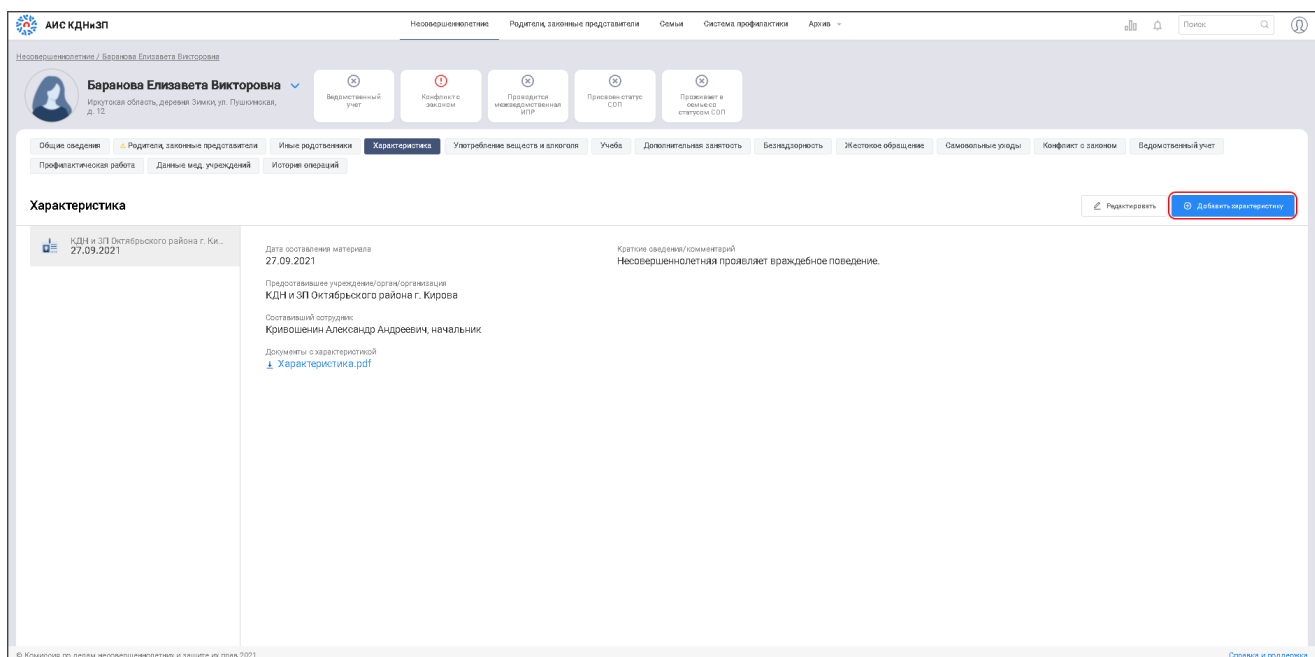 АИС КДНиЗП
Несовершеннолетние Родители, законные представители Семьи Система профилактики Архив
Поиск
Несовершеннолетние / Баранова Елизавета Викторовна
Баранова Елизавета Викторовна
Иркутская область, деревня Зимки, ул. Пушкинская,
д. 12
Ведомственный
учет
Конфликт с
законом
Проводится
межведомственная
ИПР
Присвоен статус
СОП
Проживает в
семье со
статусом СОП
Общие сведения Родители, законные представители Иные родственники Характеристика Употребление веществ и алкоголя Учеба Дополнительная занятость Безнадзорность Жестокое обращение Самовольные уходы Конфликт с законом Ведомственный учет
Профилактическая работа Данные мед. учреждений История операций
Характеристика
Редактировать
Добавить характеристику
КДН и ЗП Октябрьского района г. Ки...
27.09.2021
Дата составления материала
27.09.2021
Краткие сведения/комментарий
Несовершеннолетняя проявляет враждебное поведение.
Предоставившее учреждение/орган/организация
КДН и ЗП Октябрьского района г. Кирова
Составивший сотрудник
Кривошенин Александр Андреевич, начальник
Документы с характеристикой
Характеристика.pdf
© Комиссия по делам несовершеннолетних и защите их прав 2021
Справка и поддержка